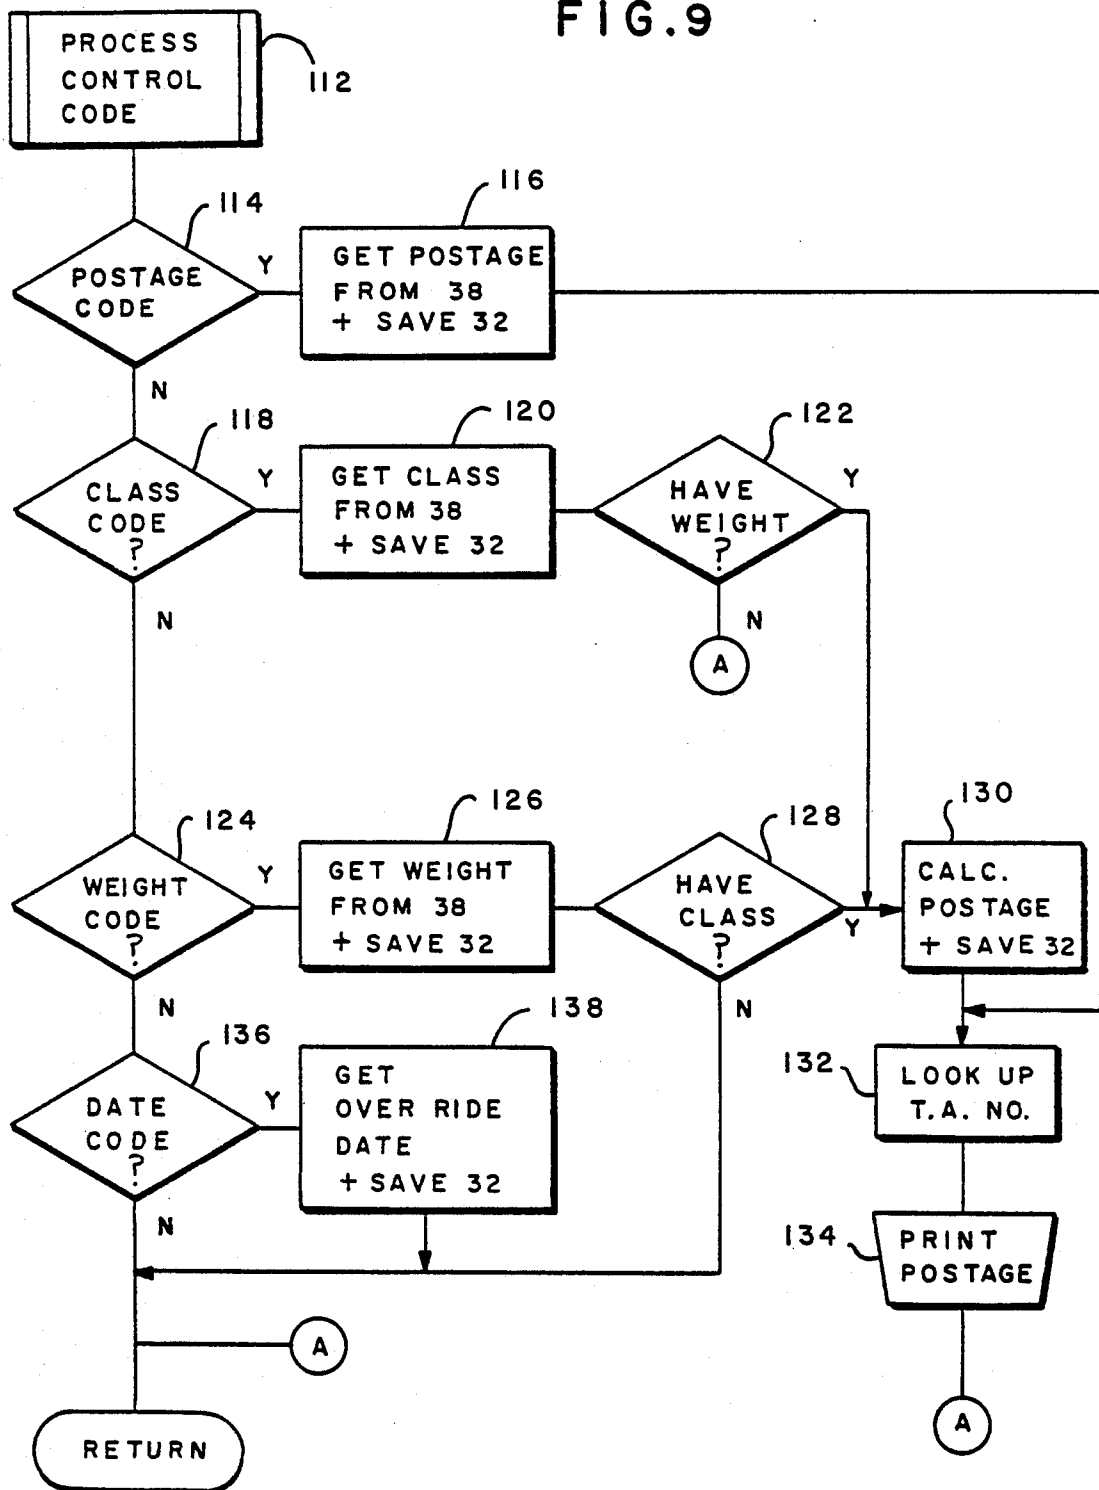 FIG.9
PROCESS
CONTROL
CODE
112
114
POSTAGE
CODE
Y
N
116
GET POSTAGE
FROM 38
+ SAVE 32
118
CLASS
CODE
?
Y
N
120
GET CLASS
FROM 38
+ SAVE 32
122
HAVE
WEIGHT
?
Y
N
A
124
WEIGHT
CODE
?
Y
N
126
GET WEIGHT
FROM 38
+ SAVE 32
128
HAVE
CLASS
?
Y
N
130
CALC.
POSTAGE
+ SAVE 32
136
DATE
CODE
?
Y
N
138
GET
OVER RIDE
DATE
+ SAVE 32
132
LOOK UP
T.A. NO.
134
PRINT
POSTAGE
A
A
RETURN